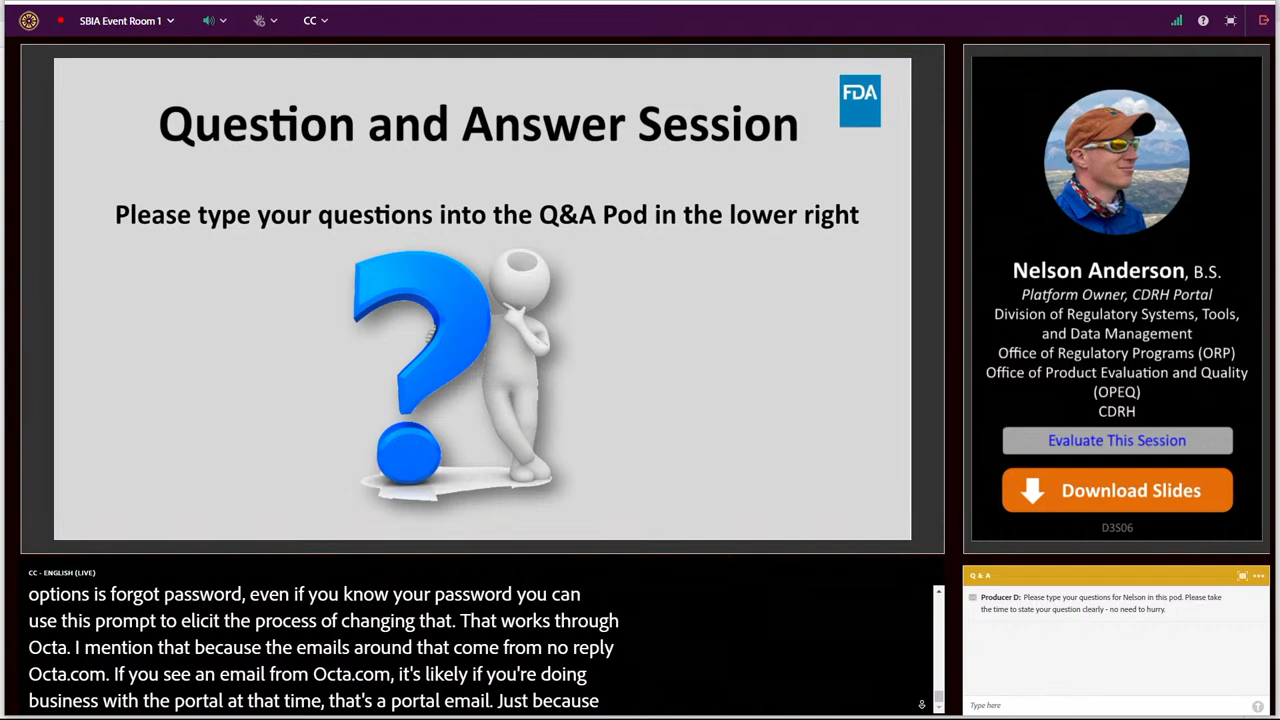 SBIA Event Room 1
CC
FDA
Question and Answer Session
Please type your questions into the Q&A Pod in the lower right
Nelson Anderson, B.S.
Platform Owner, CDRH Portal
Division of Regulatory Systems, Tools,
and Data Management
Office of Regulatory Programs (ORP)
Office of Product Evaluation and Quality
(OPEQ)
CDRH
Evaluate This Session
Download Slides
D3S06
CC - ENGLISH (LIVE)
options is forgot password, even if you know your password you can
use this prompt to elicit the process of changing that. That works through
Octa. I mention that because the emails around that come from no reply
Octa.com. If you see an email from Octa.com, it's likely if you're doing
business with the portal at that time, that's a portal email. Just because
Q & A
Producer D: Please type your questions for Nelson in this pod. Please take
the time to state your question clearly - no need to hurry.
Type here